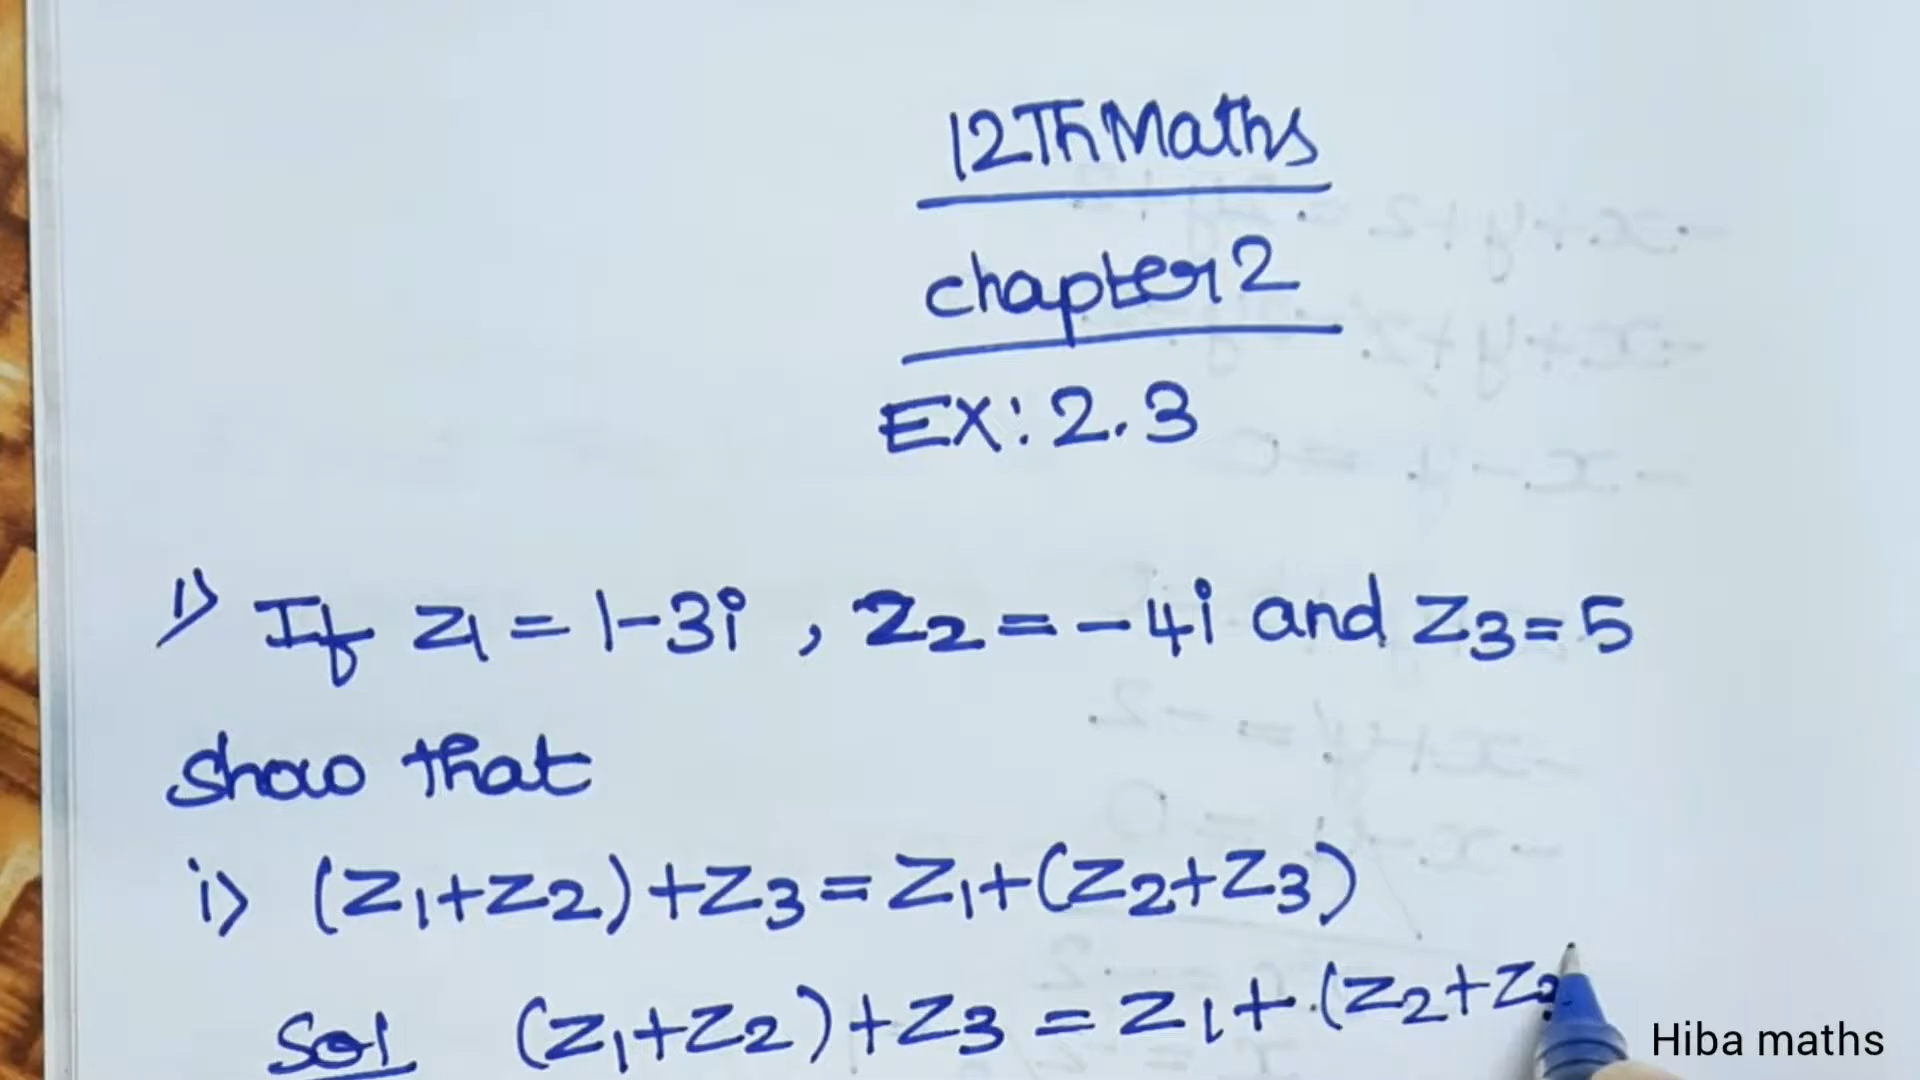 12Th Maths
chapter 2
EX: 2.3
1) If z1 = 1-3i , z2 = -4i and z3 = 5
show that
i) (z1+z2)+z3 = z1+(z2+z3)
Sol (z1+z2)+z3 = z1+(z2+z3
Hiba maths